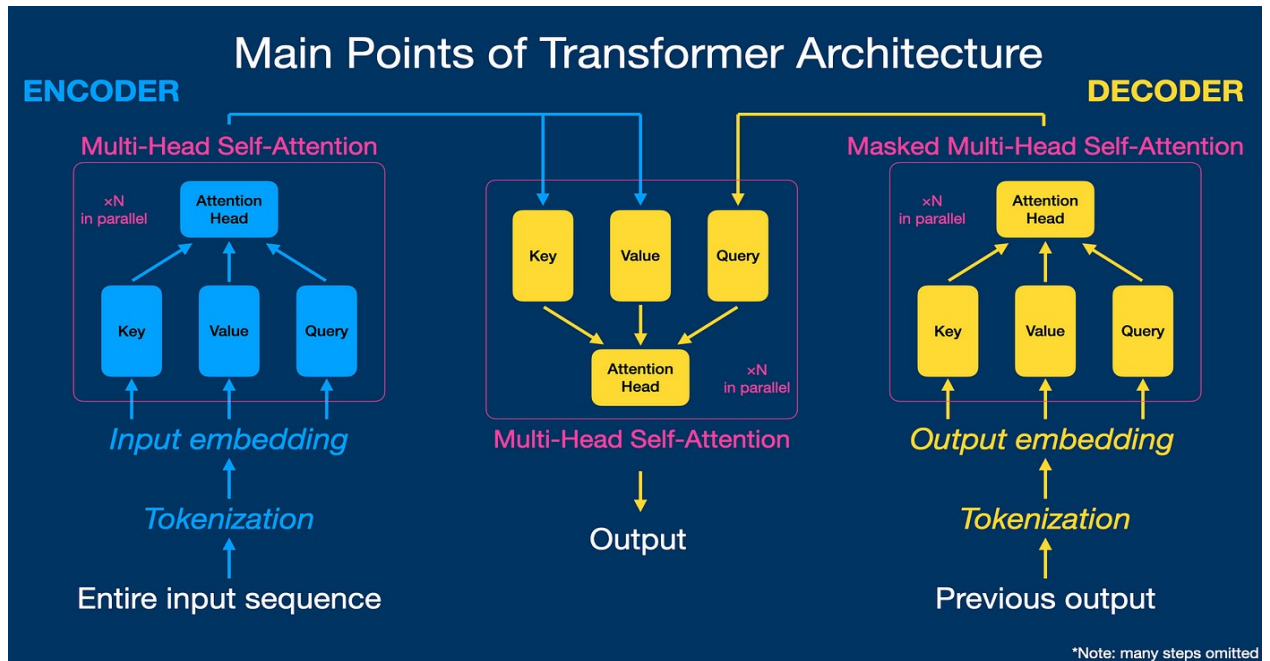 Main Points of Transformer Architecture
ENCODER
DECODER
Multi-Head Self-Attention
×N
in parallel
Attention
Head
Key
Value
Query
Input embedding
Tokenization
Entire input sequence
Key
Value
Query
Attention
Head
×N
in parallel
Multi-Head Self-Attention
Output
Masked Multi-Head Self-Attention
×N
in parallel
Attention
Head
Key
Value
Query
Output embedding
Tokenization
Previous output
*Note: many steps omitted